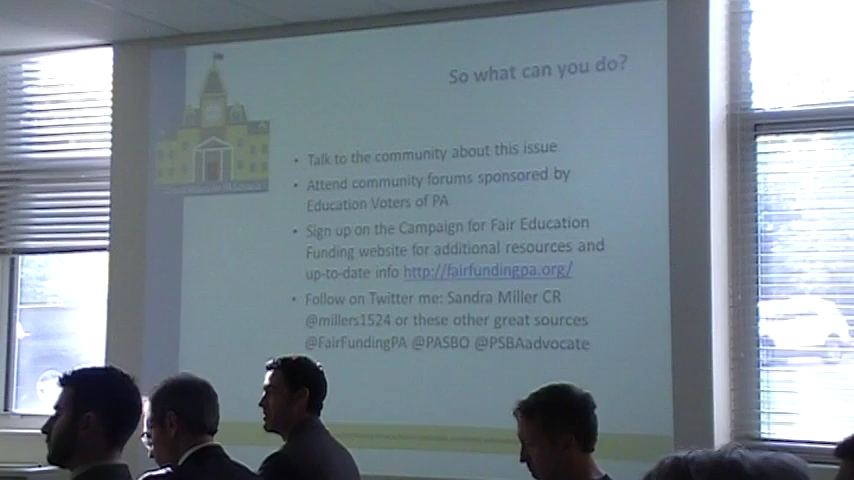 So what can you do?
• Talk to the community about this issue
• Attend community forums sponsored by
Education Voters of PA
• Sign up on the Campaign for Fair Education
Funding website for additional resources and
up-to-date info http://fairfundingpa.org/
• Follow on Twitter me: Sandra Miller CR
@millers1524 or these other great sources
@FairFundingPA @PASBO @PSBAadvocate